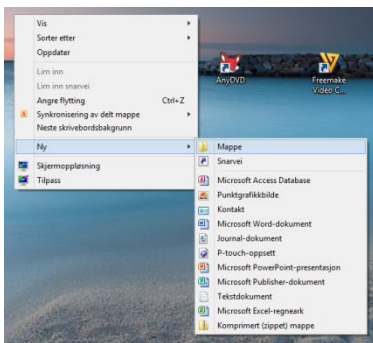 Vis
Sorter etter
Oppdater
Lim inn
Lim inn snarvei
Angre flytting Ctrl+Z
Synkronisering av delt mappe
Neste skrivebordsbakgrunn
Ny
Skjermoppløsning
Tilpass
AnyDVD
Freemake
Video C...
Mappe
Snarvei
Microsoft Access Database
Punktgrafikkbilde
Kontakt
Microsoft Word-dokument
Journal-dokument
P-touch-oppsett
Microsoft PowerPoint-presentasjon
Microsoft Publisher-dokument
Tekstdokument
Microsoft Excel-regneark
Komprimert (zippet) mappe